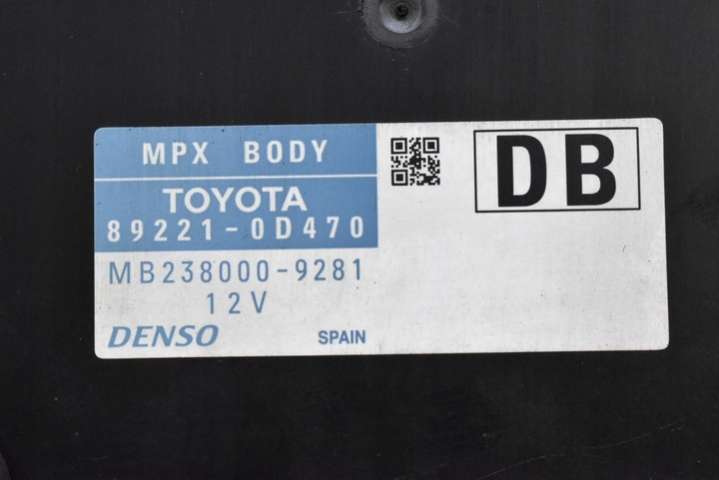 MPX BODY
TOYOTA
89221-0D470
MB238000-9281
12V
DENSO
SPAIN
DB